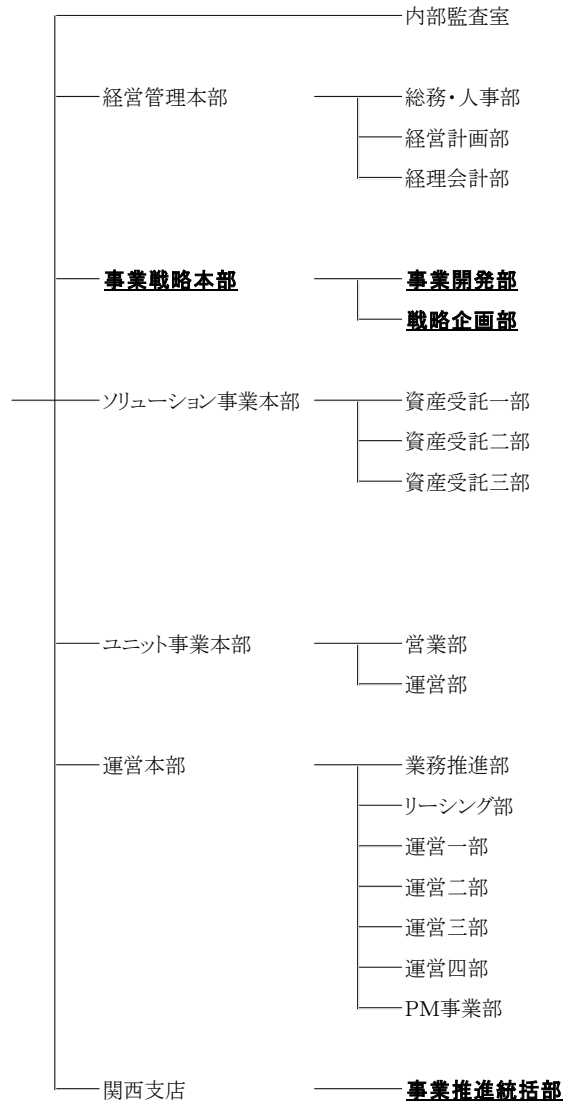 内部監査室
経営管理本部 総務・人事部
経営計画部
経理会計部
事業戦略本部 事業開発部
戦略企画部
ソリューション事業本部 資産受託一部
資産受託二部
資産受託三部
ユニット事業本部 営業部
運営部
運営本部 業務推進部
リーシング部
運営一部
運営二部
運営三部
運営四部
PM事業部
関西支店 事業推進統括部